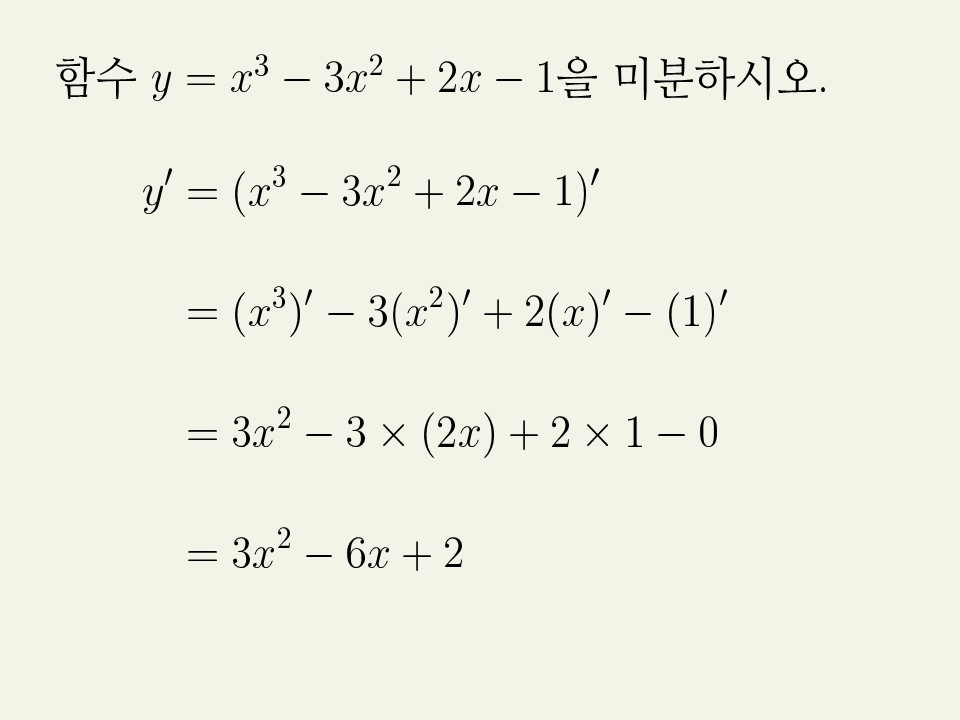 함수 y = x³ − 3x² + 2x − 1을 미분하시오.
y′ = (x³ − 3x² + 2x − 1)′
= (x³)′ − 3(x²)′ + 2(x)′ − (1)′
= 3x² − 3 × (2x) + 2 × 1 − 0
= 3x² − 6x + 2